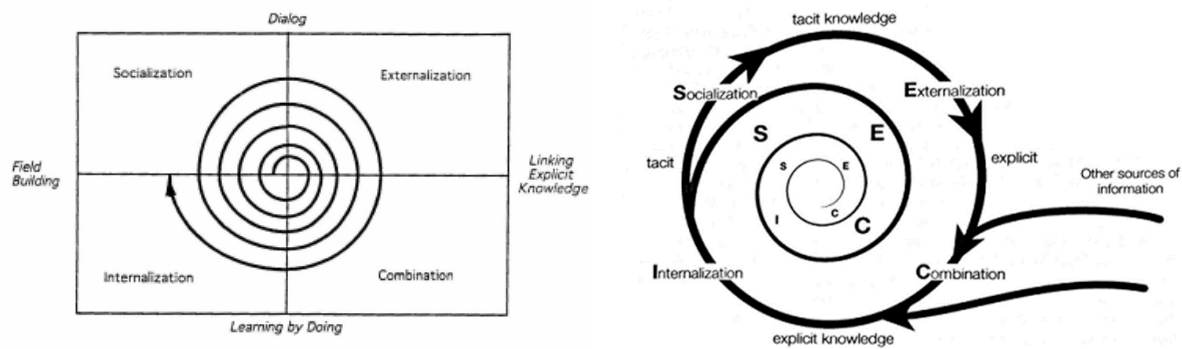 Dialog
Socialization
Externalization
Field
Building
Linking
Explicit
Knowledge
Internalization
Combination
Learning by Doing
tacit knowledge
Socialization
Externalization
S
E
S
E
tacit
explicit
Other sources of
information
I
C
C
Internalization
Combination
explicit knowledge